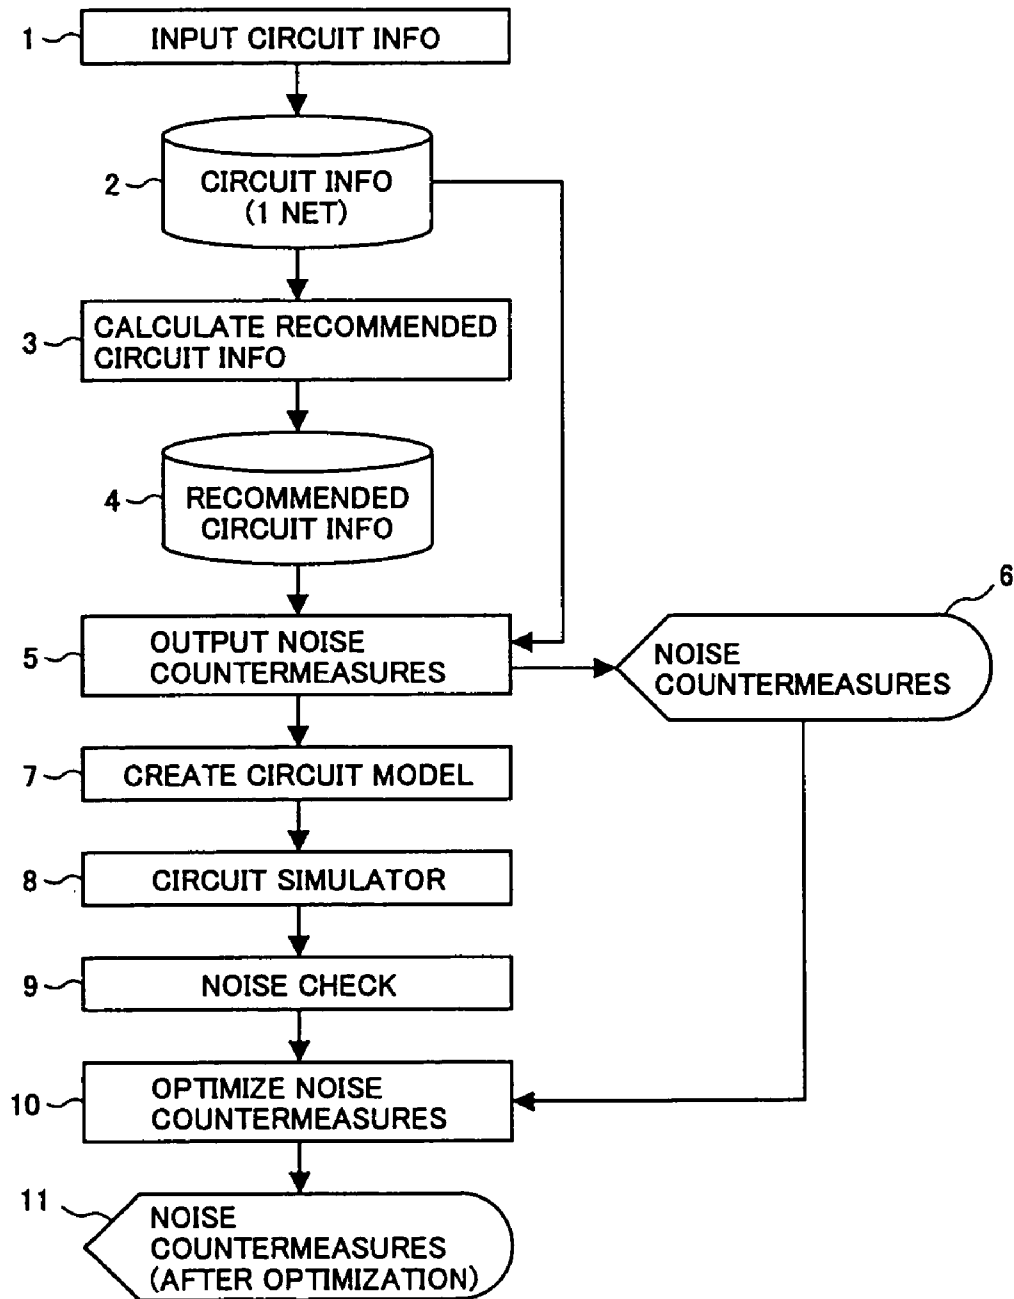 1
INPUT CIRCUIT INFO
2
CIRCUIT INFO
(1 NET)
3
CALCULATE RECOMMENDED
CIRCUIT INFO
4
RECOMMENDED
CIRCUIT INFO
5
OUTPUT NOISE
COUNTERMEASURES
6
NOISE
COUNTERMEASURES
7
CREATE CIRCUIT MODEL
8
CIRCUIT SIMULATOR
9
NOISE CHECK
10
OPTIMIZE NOISE
COUNTERMEASURES
11
NOISE
COUNTERMEASURES
(AFTER OPTIMIZATION)